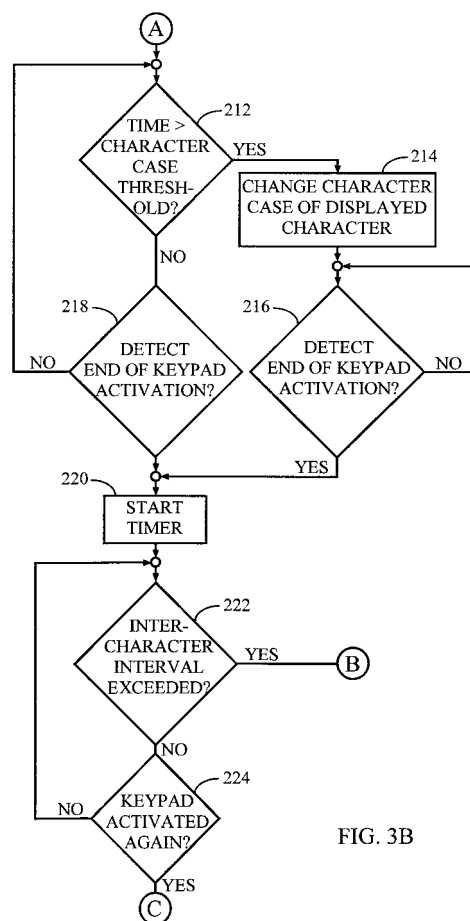 A
212
TIME >
CHARACTER
CASE
THRESH-
OLD?
YES
214
CHANGE CHARACTER
CASE OF DISPLAYED
CHARACTER
NO
218
DETECT
END OF KEYPAD
ACTIVATION?
NO
216
DETECT
END OF KEYPAD
ACTIVATION?
NO
YES
220
START
TIMER
222
INTER-
CHARACTER
INTERVAL
EXCEEDED?
YES
B
NO
224
KEYPAD
ACTIVATED
AGAIN?
NO
YES
C
FIG. 3B